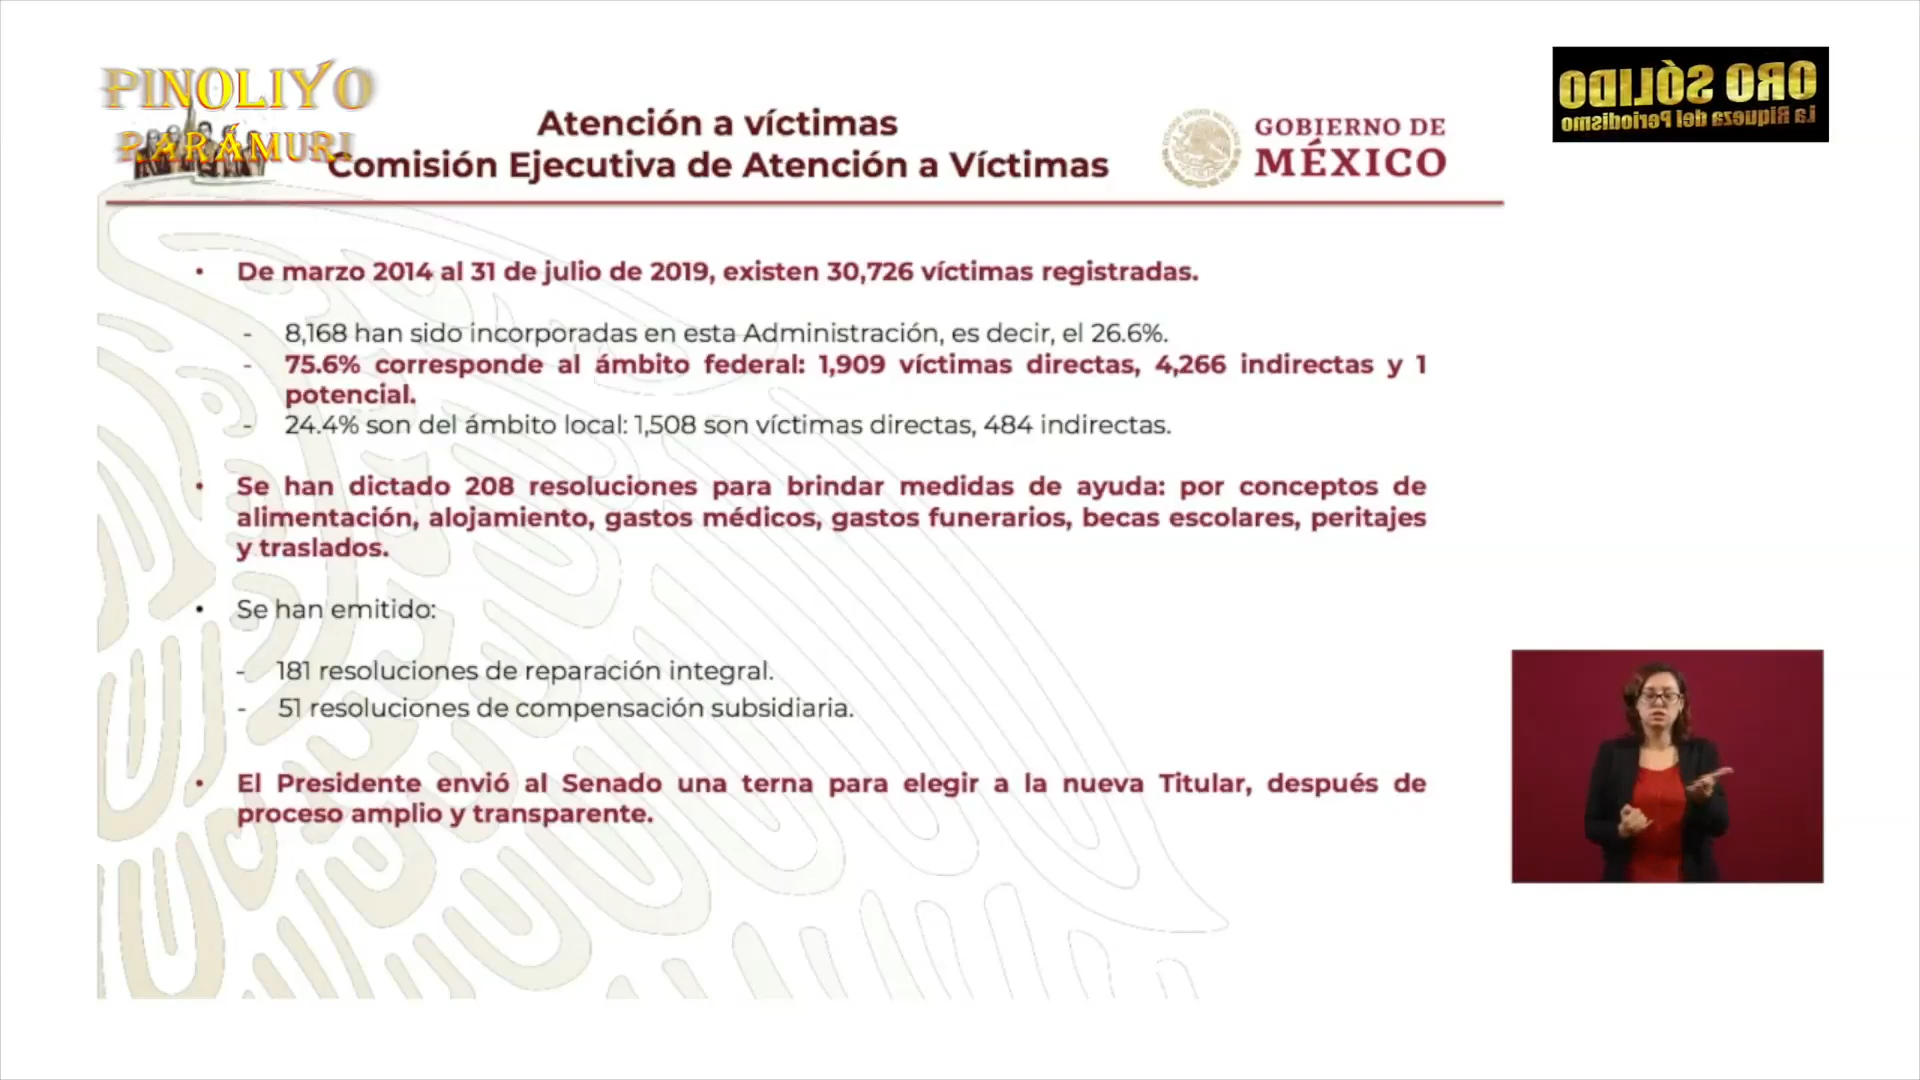 PINOLIYO
RARÁMURI
ORO SÓLIDO
La Riqueza del Periodismo
Atención a víctimas
Comisión Ejecutiva de Atención a Víctimas
GOBIERNO DE
MÉXICO
• De marzo 2014 al 31 de julio de 2019, existen 30,726 víctimas registradas.
- 8,168 han sido incorporadas en esta Administración, es decir, el 26.6%.
- 75.6% corresponde al ámbito federal: 1,909 víctimas directas, 4,266 indirectas y 1
potencial.
- 24.4% son del ámbito local: 1,508 son víctimas directas, 484 indirectas.
• Se han dictado 208 resoluciones para brindar medidas de ayuda: por conceptos de
alimentación, alojamiento, gastos médicos, gastos funerarios, becas escolares, peritajes
y traslados.
• Se han emitido:
- 181 resoluciones de reparación integral.
- 51 resoluciones de compensación subsidiaria.
• El Presidente envió al Senado una terna para elegir a la nueva Titular, después de
proceso amplio y transparente.